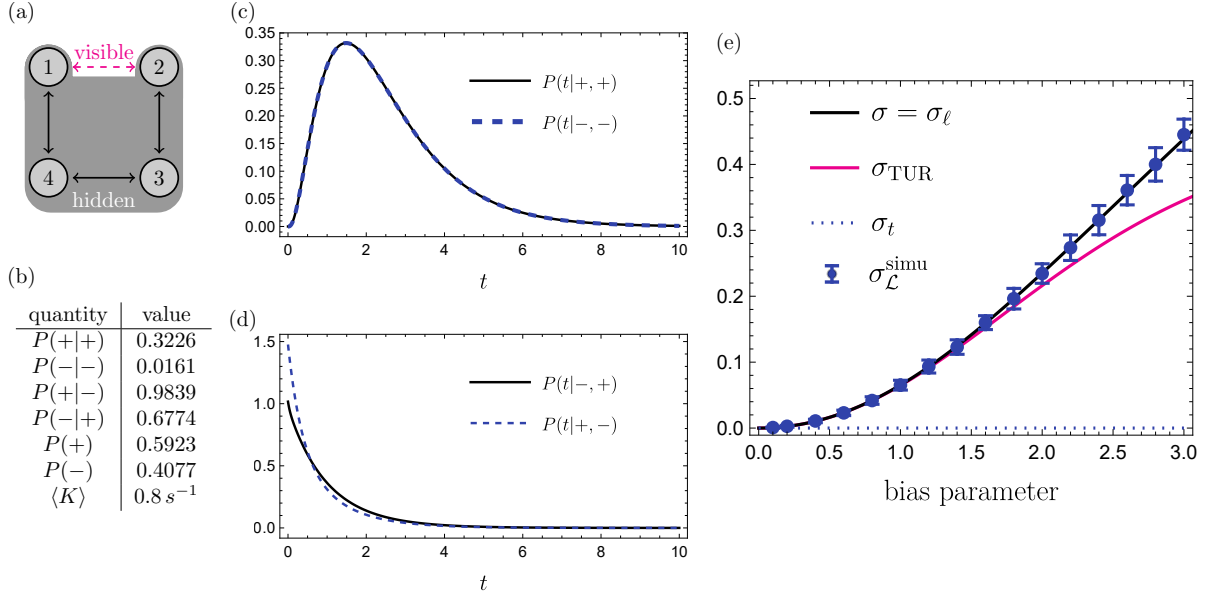 (a)
visible
1
2
4
3
hidden
(b)
quantity value
P(+|+) 0.3226
P(−|−) 0.0161
P(+|−) 0.9839
P(−|+) 0.6774
P(+) 0.5923
P(−) 0.4077
⟨K⟩ 0.8 s⁻¹
(c)
0.35
0.30
0.25
0.20
0.15
0.10
0.05
0.00
P(t|+,+)
P(t|−,−)
0 2 4 6 8 10
t
(d)
1.5
1.0
0.5
0.0
P(t|−,+)
P(t|+,−)
0 2 4 6 8 10
t
(e)
0.5
0.4
0.3
0.2
0.1
0.0
σ = σ_ℓ
σ_TUR
σ_t
σ_ℒ^simu
0.0 0.5 1.0 1.5 2.0 2.5 3.0
bias parameter